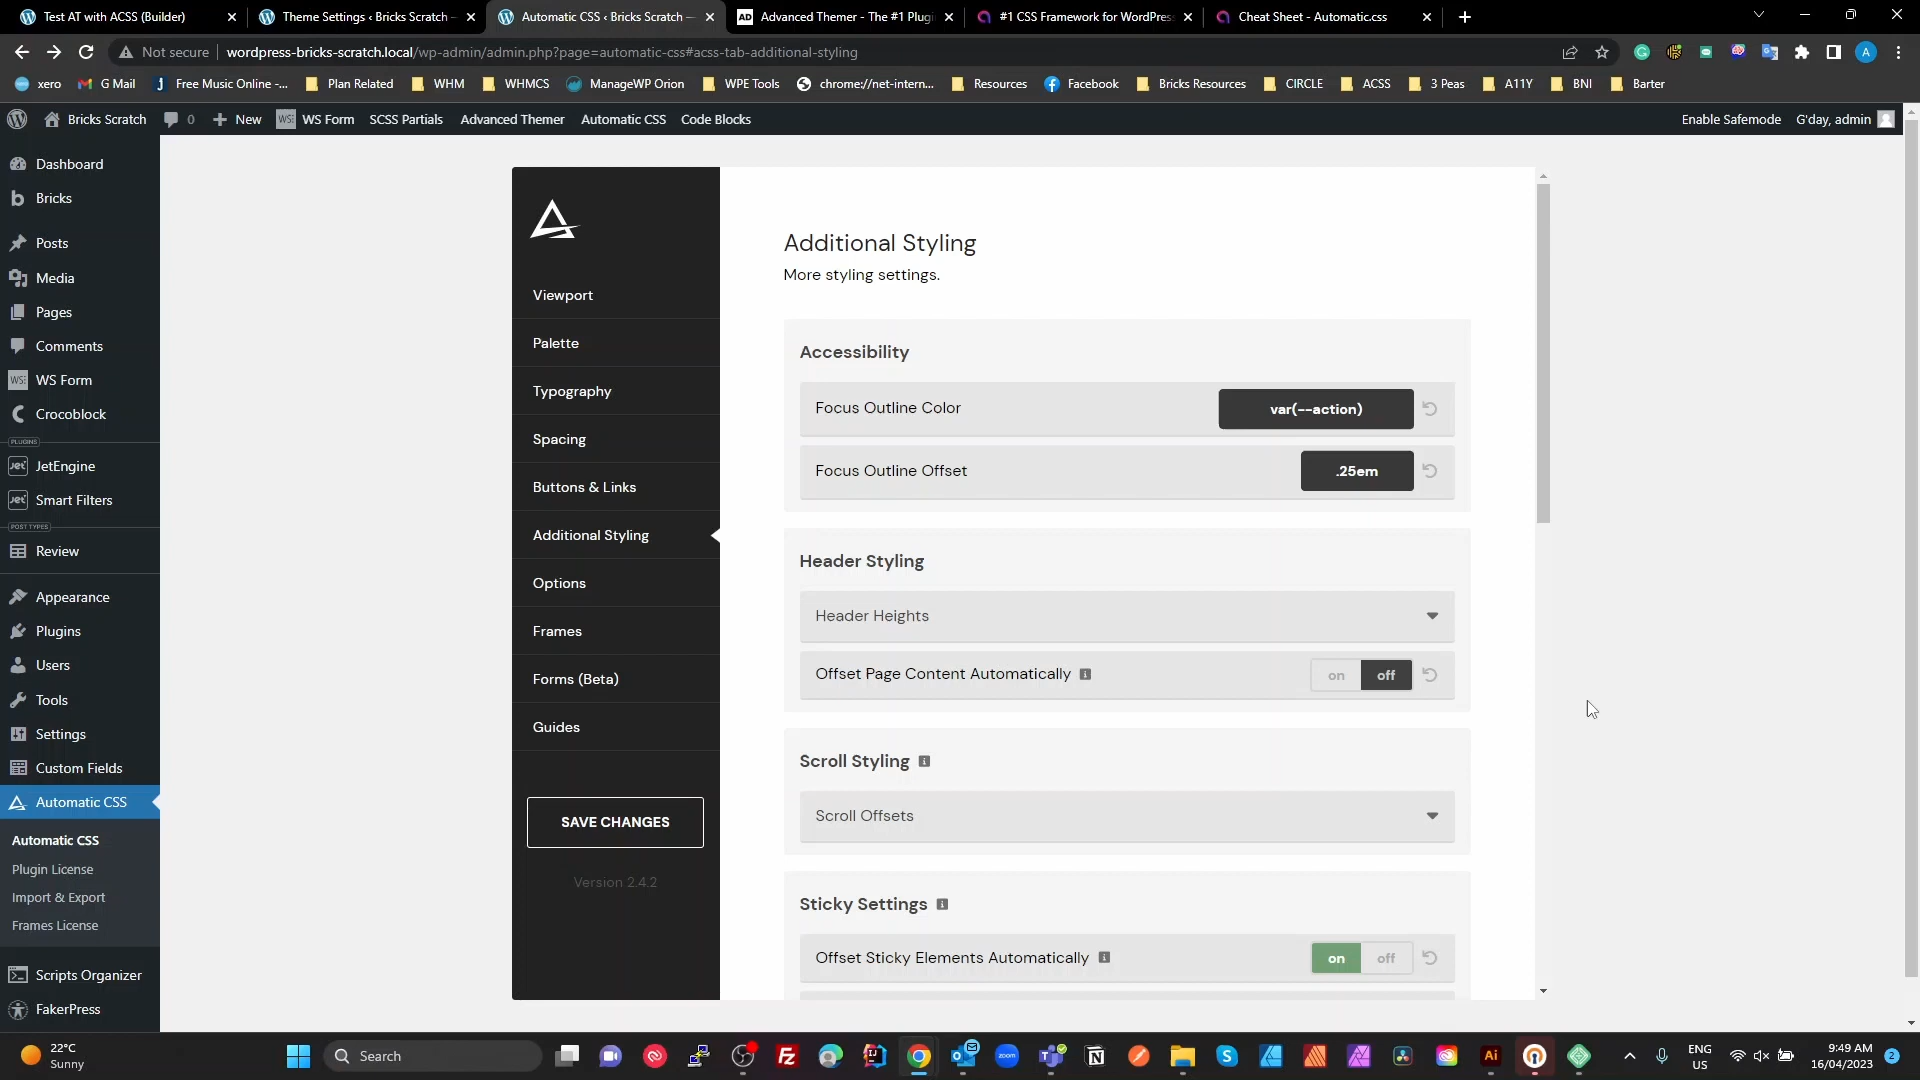 Test AT with ACSS (Builder)
Theme Settings ‹ Bricks Scratch —
Automatic CSS ‹ Bricks Scratch —
AD
Advanced Themer - The #1 Plugi
#1 CSS Framework for WordPress
Cheat Sheet - Automatic.css
Not secure
wordpress-bricks-scratch.local/wp-admin/admin.php?page=automatic-css#acss-tab-additional-styling
A
xero
G Mail
Free Music Online -...
Plan Related
WHM
WHMCS
ManageWP Orion
WPE Tools
chrome://net-intern...
Resources
Facebook
Bricks Resources
CIRCLE
ACSS
3 Peas
A11Y
BNI
Barter
Bricks Scratch
0
New
WS Form
SCSS Partials
Advanced Themer
Automatic CSS
Code Blocks
Enable Safemode
G'day, admin
Dashboard
Bricks
Posts
Media
Pages
Comments
WS Form
Crocoblock
PLUGINS
JetEngine
Smart Filters
POST TYPES
Review
Appearance
Plugins
Users
Tools
Settings
Custom Fields
Automatic CSS
Automatic CSS
Plugin License
Import & Export
Frames License
Scripts Organizer
FakerPress
Viewport
Palette
Typography
Spacing
Buttons & Links
Additional Styling
Options
Frames
Forms (Beta)
Guides
SAVE CHANGES
Version 2.4.2
Additional Styling
More styling settings.
Accessibility
Focus Outline Color
var(--action)
Focus Outline Offset
.25em
Header Styling
Header Heights
Offset Page Content Automatically
on
off
Scroll Styling
Scroll Offsets
Sticky Settings
Offset Sticky Elements Automatically
on
off
22°C
Sunny
Search
zoom
Ai
ENG
US
9:49 AM
16/04/2023
2